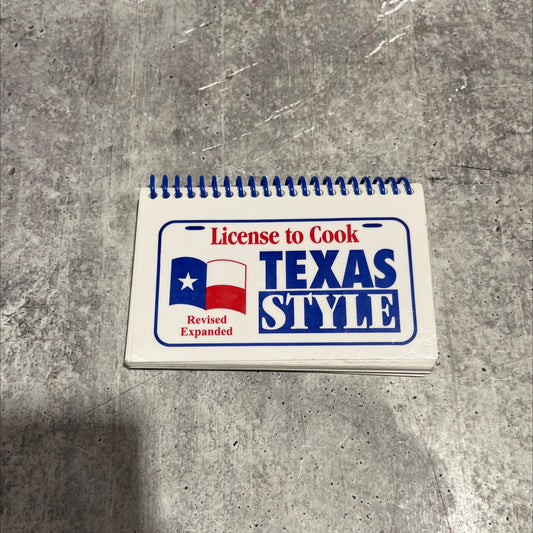 License to Cook
TEXAS
STYLE
Revised
Expanded